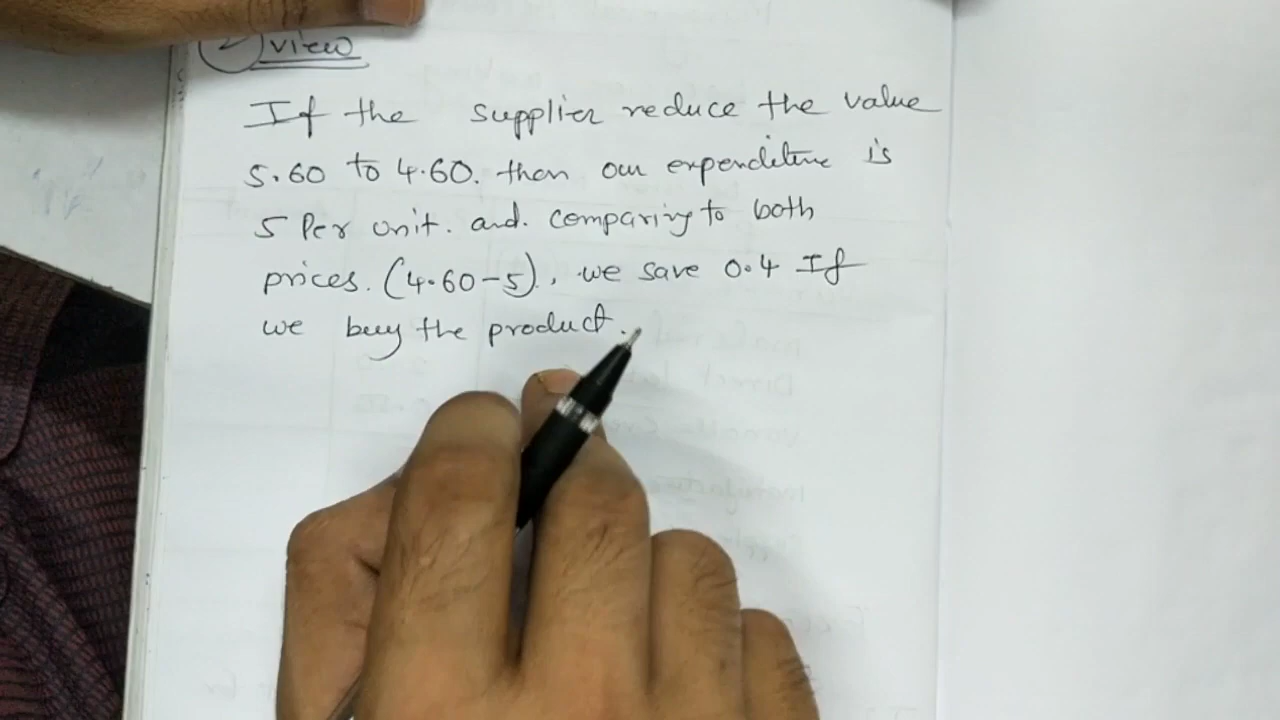 2 view
If the supplier reduce the value
5.60 to 4.60. then our expenditure is
5 Per unit. and. comparing to both
prices. (4.60-5)., we save 0.4 If
we buy the product.